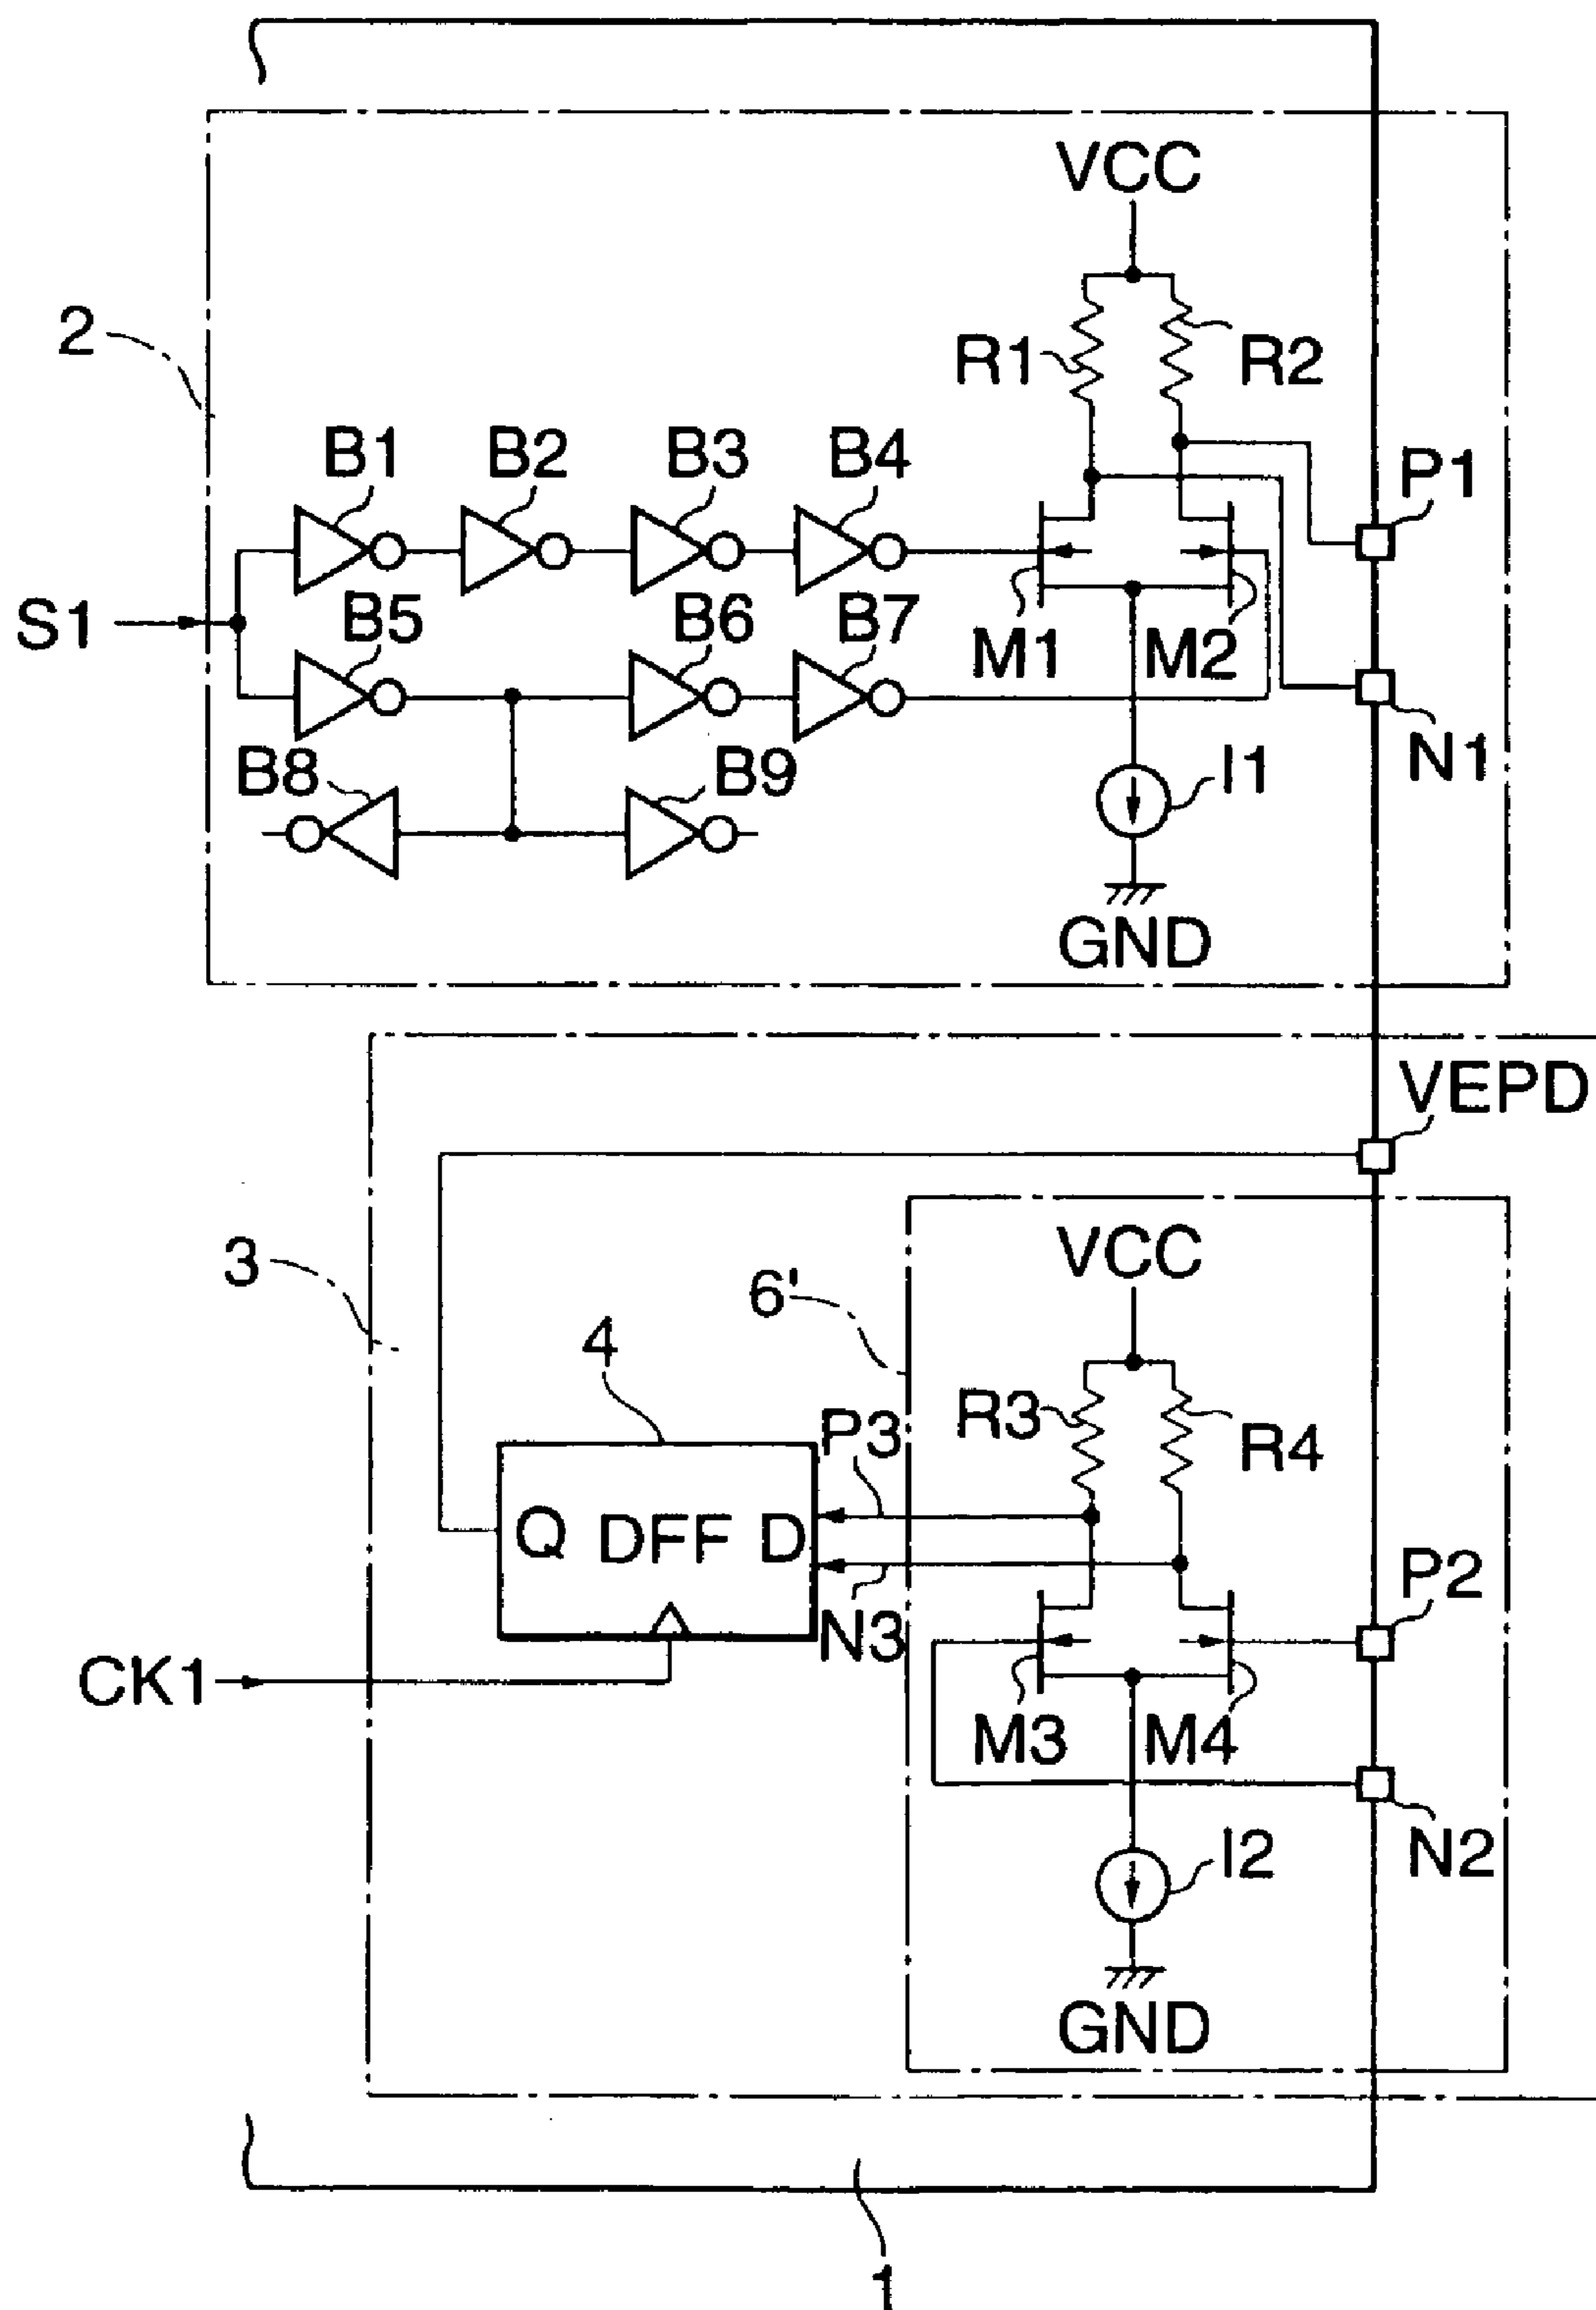 VCC
2
R1 R2
B1 B2 B3 B4 P1
S1 B5 B6 B7 M1 M2
B8 B9 I1 N1
GND
VEPD
3 VCC
6'
4 P3 R3 R4
Q DFF D
P2
N3
CK1 M3 M4
I2 N2
GND
1